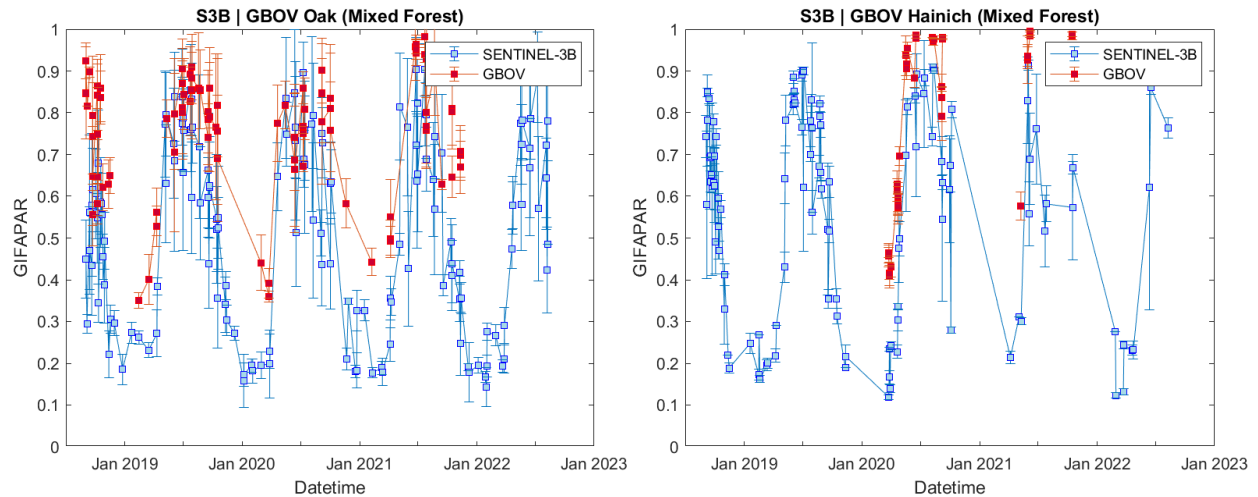 S3B | GBOV Oak (Mixed Forest)
1
0.9
0.8
0.7
0.6
0.5
0.4
0.3
0.2
0.1
0
GIFAPAR
SENTINEL-3B
GBOV
Jan 2019 Jan 2020 Jan 2021 Jan 2022 Jan 2023
Datetime
S3B | GBOV Hainich (Mixed Forest)
1
0.9
0.8
0.7
0.6
0.5
0.4
0.3
0.2
0.1
0
GIFAPAR
SENTINEL-3B
GBOV
Jan 2019 Jan 2020 Jan 2021 Jan 2022 Jan 2023
Datetime